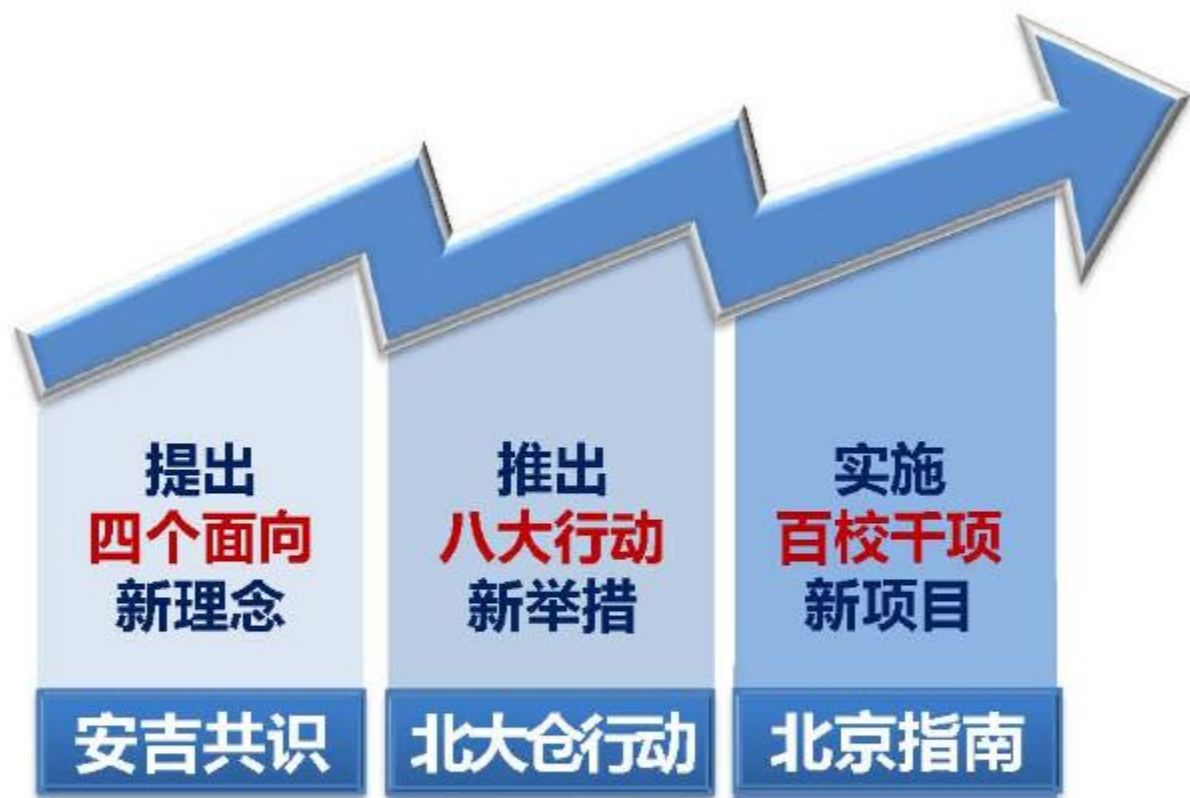 提出
四个面向
新理念
安吉共识
推出
八大行动
新举措
北大仓行动
实施
百校千项
新项目
北京指南